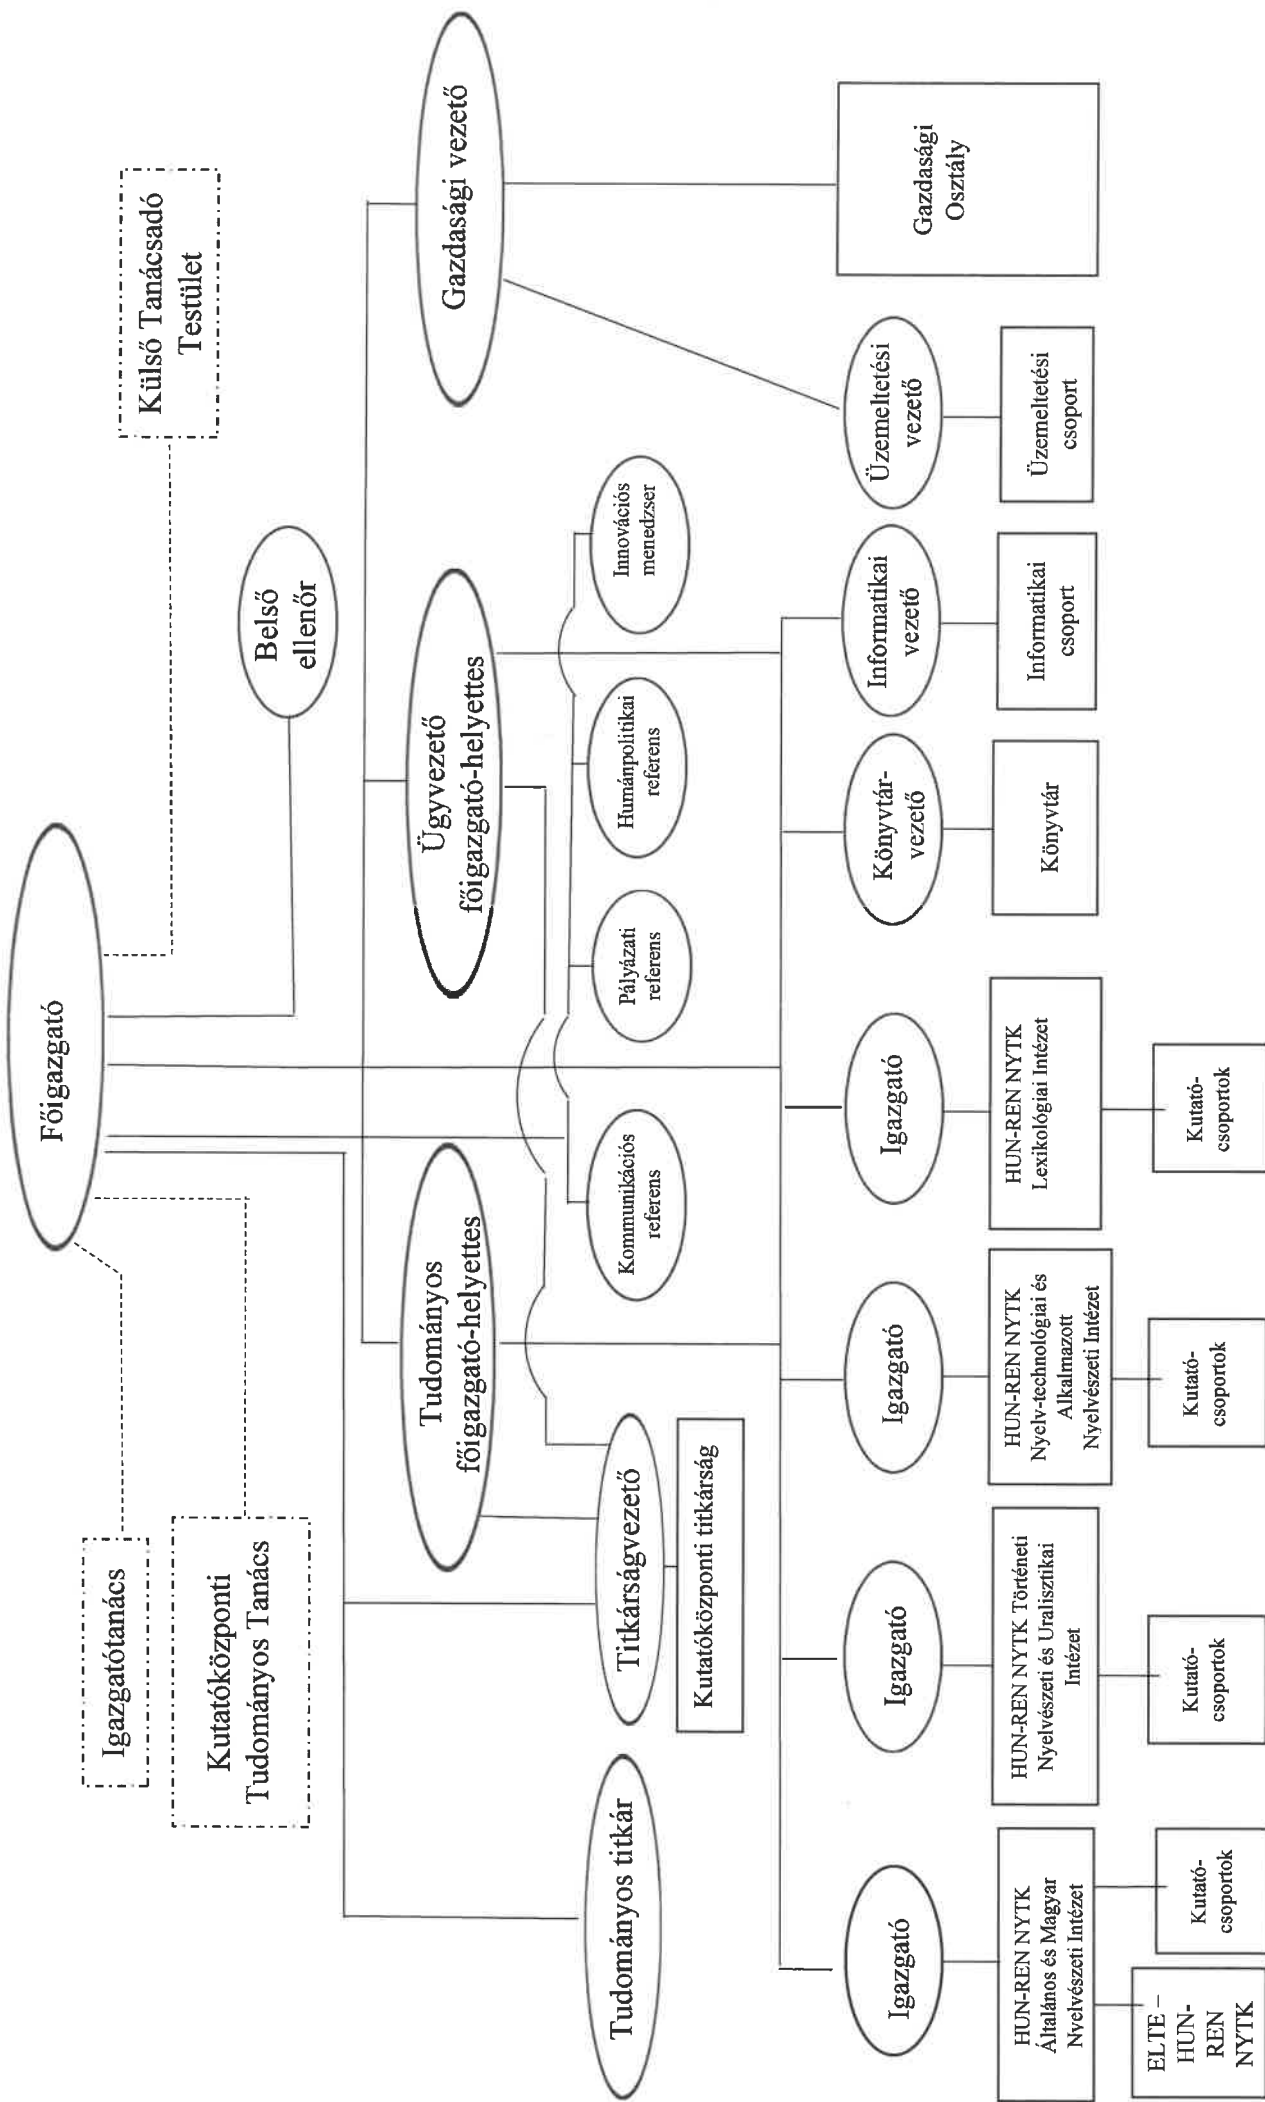 Főigazgató
Külső Tanácsadó
Testület
Igazgatótanács
Kutatóközponti
Tudományos Tanács
Belső
ellenőr
Tudományos
főigazgató-helyettes
Ügyvezető
főigazgató-helyettes
Gazdasági vezető
Tudományos titkár
Titkárságvezető
Kutatóközponti titkárság
Kommunikációs
referens
Pályázati
referens
Humánpolitikai
referens
Innovációs
menedzser
Igazgató
Igazgató
Igazgató
Igazgató
Könyvtár-
vezető
Informatikai
vezető
Üzemeltetési
vezető
Gazdasági
Osztály
HUN-REN NYTK
Általános és Magyar
Nyelvészeti Intézet
HUN-REN NYTK Történeti
Nyelvészeti és Uralisztikai
Intézet
HUN-REN NYTK
Nyelv-technológiai és
Alkalmazott
Nyelvészeti Intézet
HUN-REN NYTK
Lexikológiai Intézet
Könyvtár
Informatikai
csoport
Üzemeltetési
csoport
ELTE –
HUN-
REN
NYTK
Kutató-
csoportok
Kutató-
csoportok
Kutató-
csoportok
Kutató-
csoportok